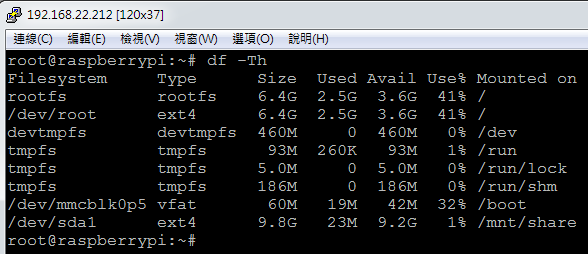 192.168.22.212 [120x37]
連線(C) 編輯(E) 檢視(V) 視窗(W) 選項(O) 說明(H)
root@raspberrypi:~# df -Th
Filesystem Type Size Used Avail Use% Mounted on
rootfs rootfs 6.4G 2.5G 3.6G 41% /
/dev/root ext4 6.4G 2.5G 3.6G 41% /
devtmpfs devtmpfs 460M 0 460M 0% /dev
tmpfs tmpfs 93M 260K 93M 1% /run
tmpfs tmpfs 5.0M 0 5.0M 0% /run/lock
tmpfs tmpfs 186M 0 186M 0% /run/shm
/dev/mmcblk0p5 vfat 60M 19M 42M 32% /boot
/dev/sda1 ext4 9.8G 23M 9.2G 1% /mnt/share
root@raspberrypi:~#